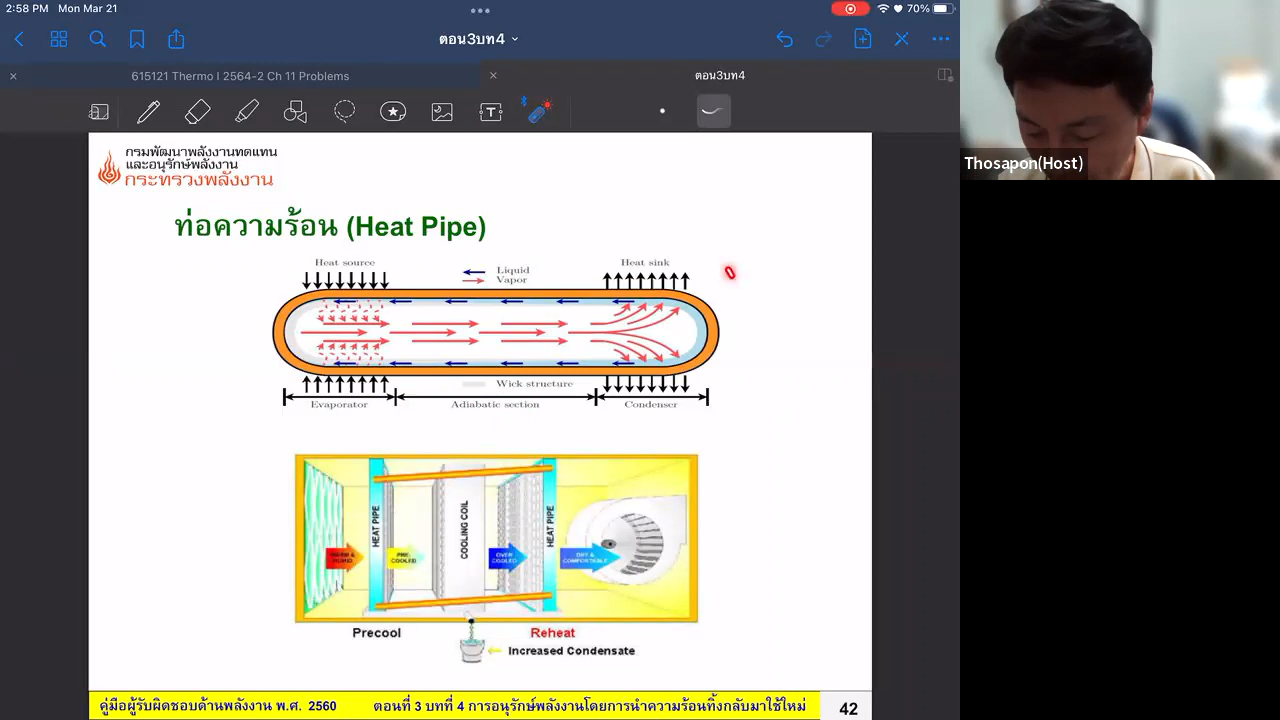 2:58 PM Mon Mar 21
70%
ตอน3บท4
615121 Thermo I 2564-2 Ch 11 Problems
ตอน3บท4
Thosapon(Host)
กรมพัฒนาพลังงานทดแทน
และอนุรักษ์พลังงาน
กระทรวงพลังงาน
ท่อความร้อน (Heat Pipe)
Heat source
Liquid
Vapor
Heat sink
Wick structure
Evaporator
Adiabatic section
Condenser
HEAT PIPE
COOLING COIL
HEAT PIPE
WARM & HUMID
PRE-COOLED
OVER COOLED
DRY & COMFORTABLE
Precool
Reheat
Increased Condensate
คู่มือผู้รับผิดชอบด้านพลังงาน พ.ศ. 2560
ตอนที่ 3 บทที่ 4 การอนุรักษ์พลังงานโดยการนำความร้อนทิ้งกลับมาใช้ใหม่
42